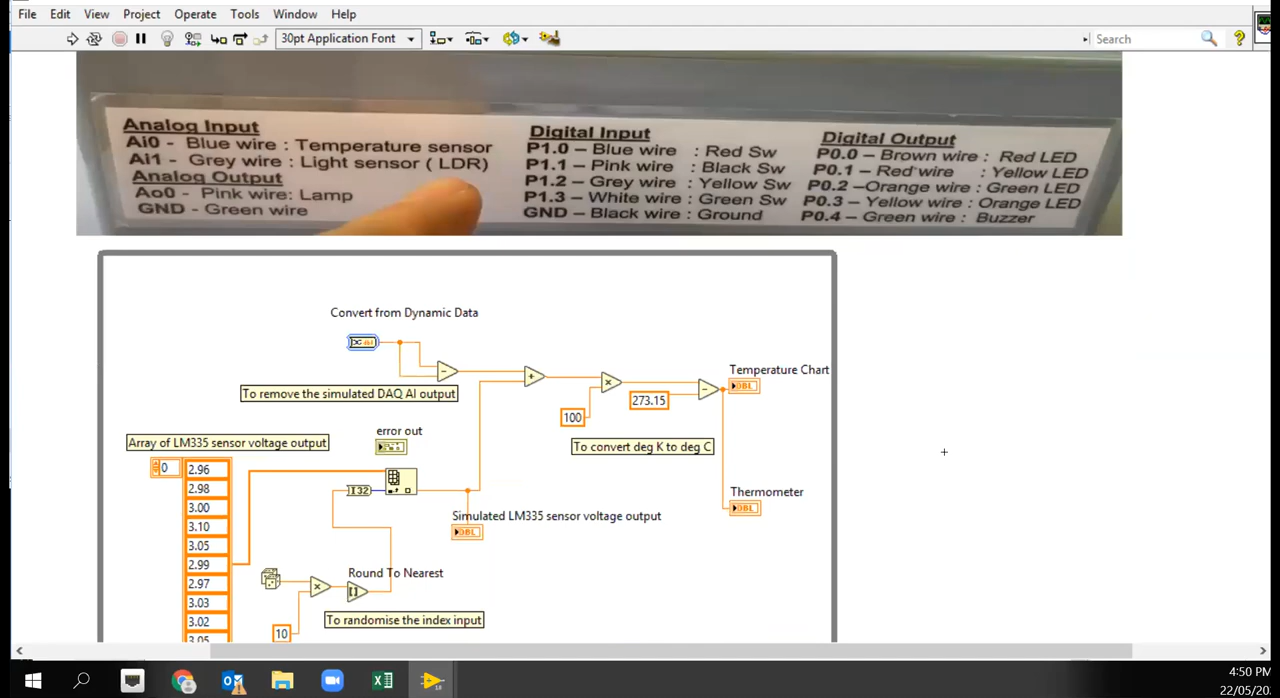 File Edit View Project Operate Tools Window Help
30pt Application Font
Search
Analog Input
Ai0 - Blue wire : Temperature sensor
Ai1 - Grey wire : Light sensor ( LDR)
Analog Output
Ao0 - Pink wire: Lamp
GND - Green wire
Digital Input
P1.0 – Blue wire : Red Sw
P1.1 – Pink wire : Black Sw
P1.2 – Grey wire : Yellow Sw
P1.3 – White wire : Green Sw
GND – Black wire : Ground
Digital Output
P0.0 – Brown wire : Red LED
P0.1 – Red wire : Yellow LED
P0.2 –Orange wire : Green LED
P0.3 – Yellow wire : Orange LED
P0.4 – Green wire : Buzzer
Convert from Dynamic Data
To remove the simulated DAQ AI output
Temperature Chart
DBL
273.15
100
To convert deg K to deg C
error out
Array of LM335 sensor voltage output
0
2.96
2.98
3.00
3.10
3.05
2.99
2.97
3.03
3.02
3.05
I32
Simulated LM335 sensor voltage output
DBL
Thermometer
DBL
Round To Nearest
To randomise the index input
10
4:50 PM
22/05/20